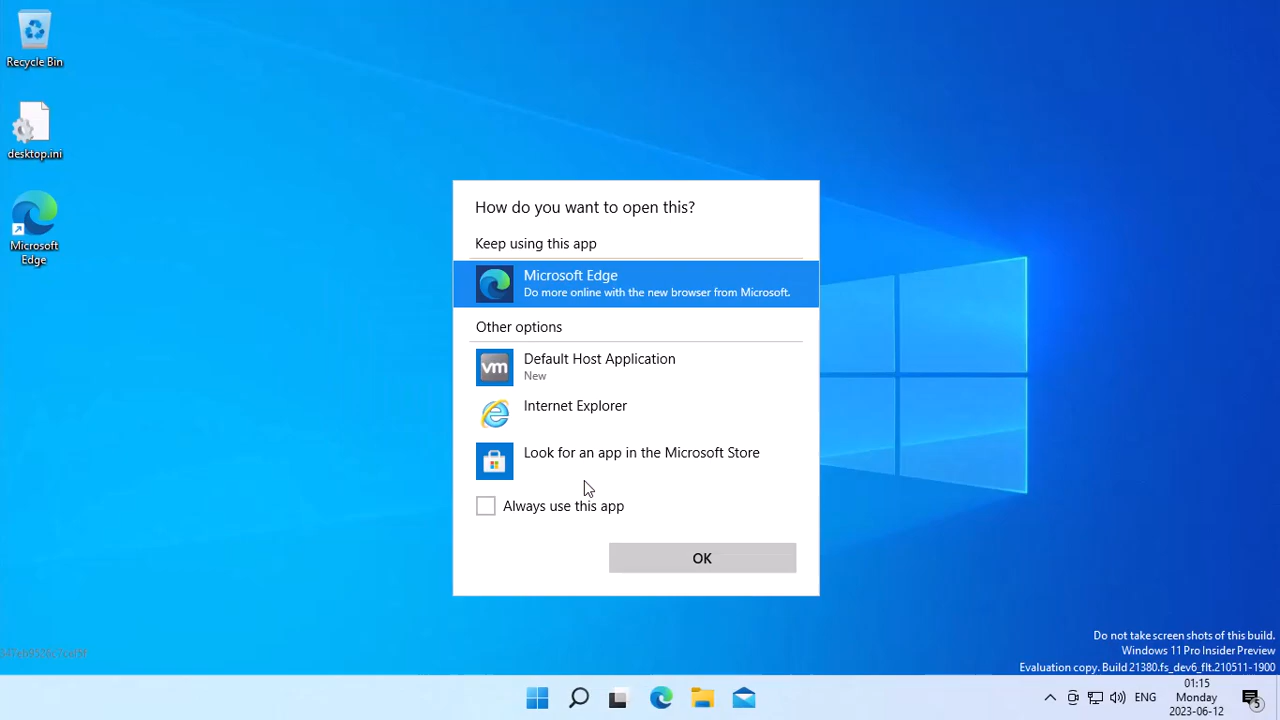 Recycle Bin
desktop.ini
Microsoft
Edge
How do you want to open this?
Keep using this app
Microsoft Edge
Do more online with the new browser from Microsoft.
Other options
vm
Default Host Application
New
Internet Explorer
Look for an app in the Microsoft Store
Always use this app
OK
Do not take screen shots of this build.
Windows 11 Pro Insider Preview
Evaluation copy. Build 21380.fs_dev6_flt.210511-1900
ENG
01:15
Monday
2023-06-12
5